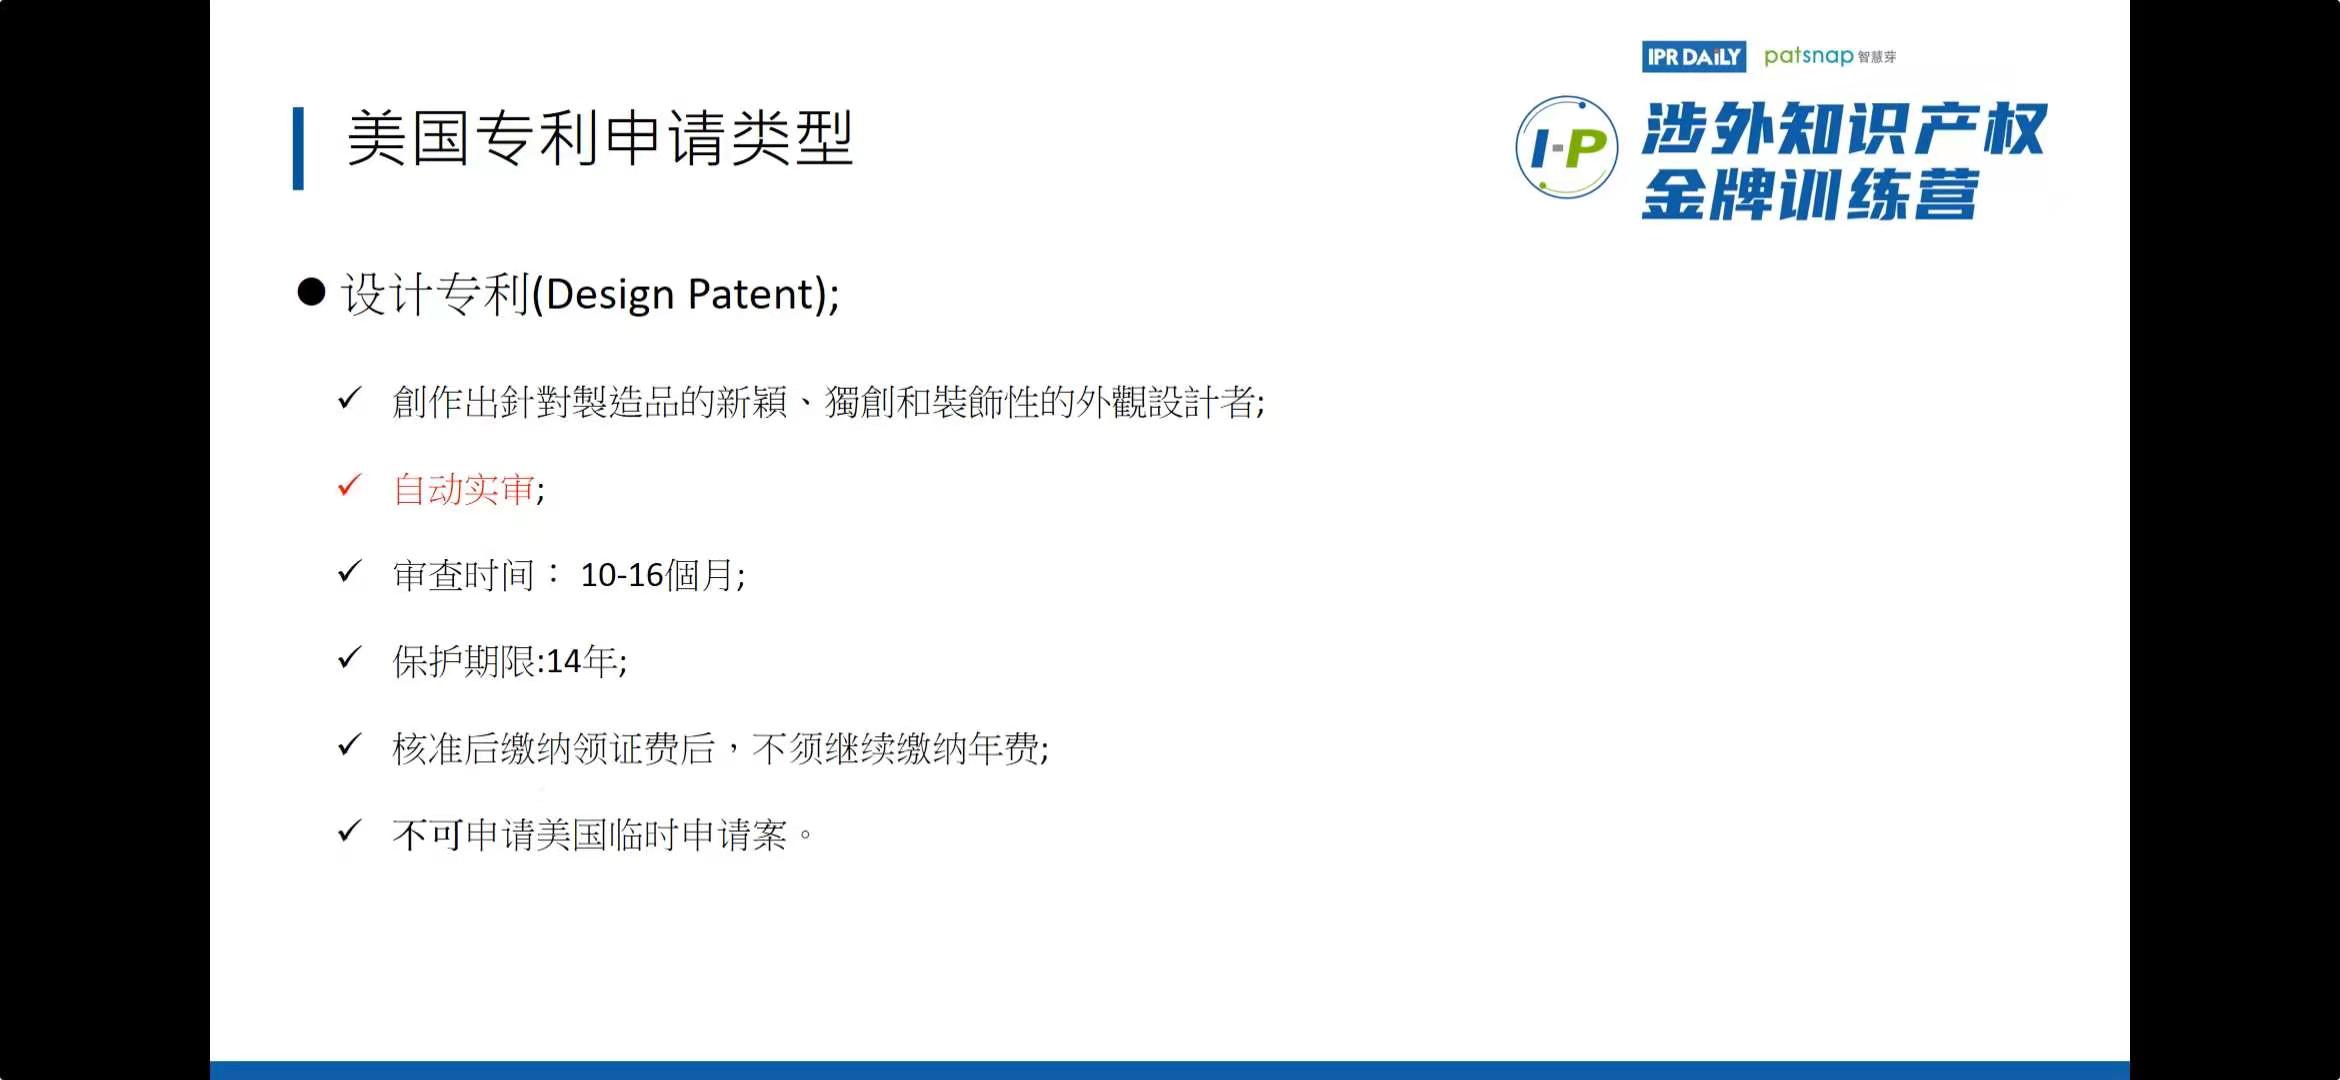 IPR DAILY patsnap 智慧芽
I-P 涉外知识产权
金牌训练营
美国专利申请类型
● 设计专利(Design Patent);
✓ 創作出針對製造品的新穎、獨創和裝飾性的外觀設計者;
✓ 自动实审;
✓ 审查时间： 10-16個月;
✓ 保护期限:14年;
✓ 核准后缴纳领证费后，不须继续缴纳年费;
✓ 不可申请美国临时申请案。